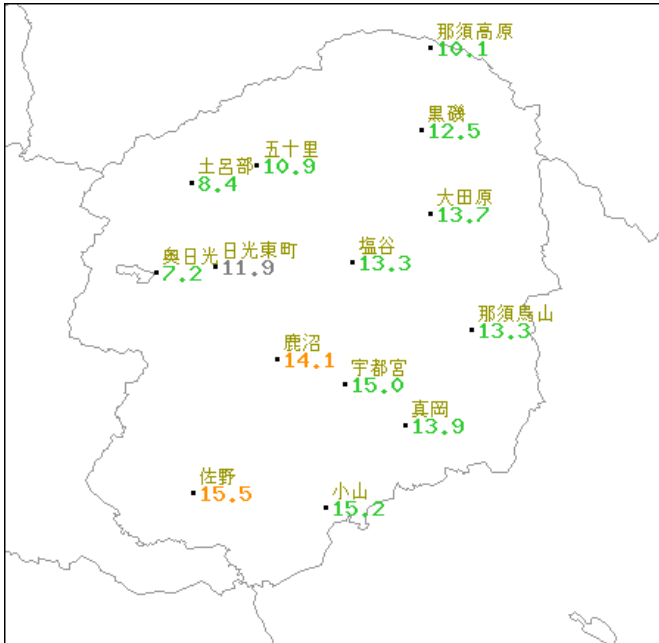 那須高原
10.1
黒磯
12.5
五十里
10.9
土呂部
8.4
大田原
13.7
塩谷
13.3
日光東町
11.9
奥日光
7.2
那須烏山
13.3
鹿沼
14.1
宇都宮
15.0
真岡
13.9
佐野
15.5
小山
15.2